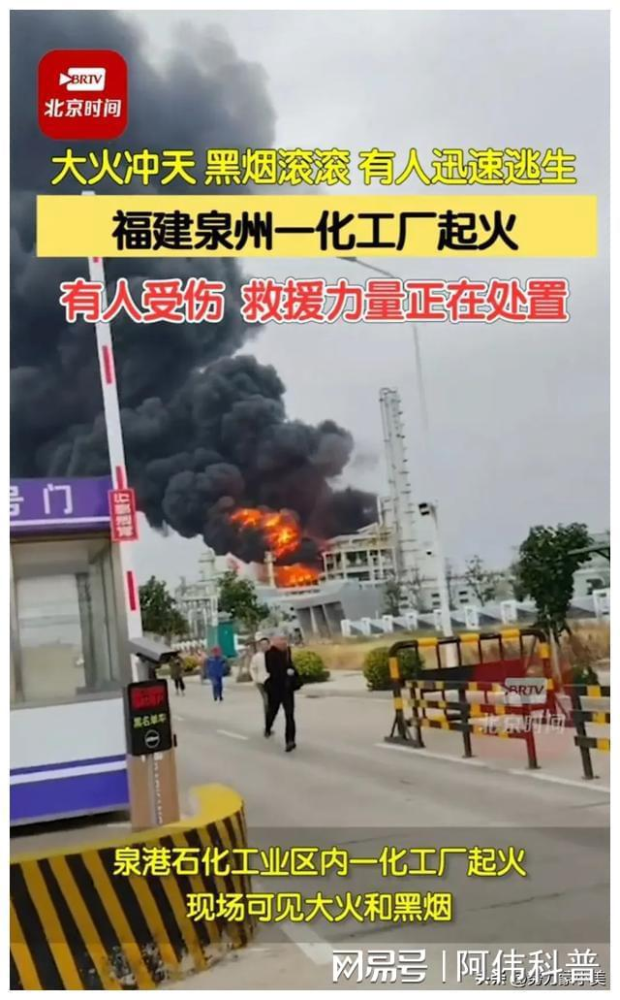 BRTV
北京时间
大火冲天 黑烟滚滚 有人迅速逃生
福建泉州一化工厂起火
有人受伤 救援力量正在处置
号门
黑名单车
BRTV
北京时间
泉港石化工业区内一化工厂起火
现场可见大火和黑烟
网易号 | 阿伟科普